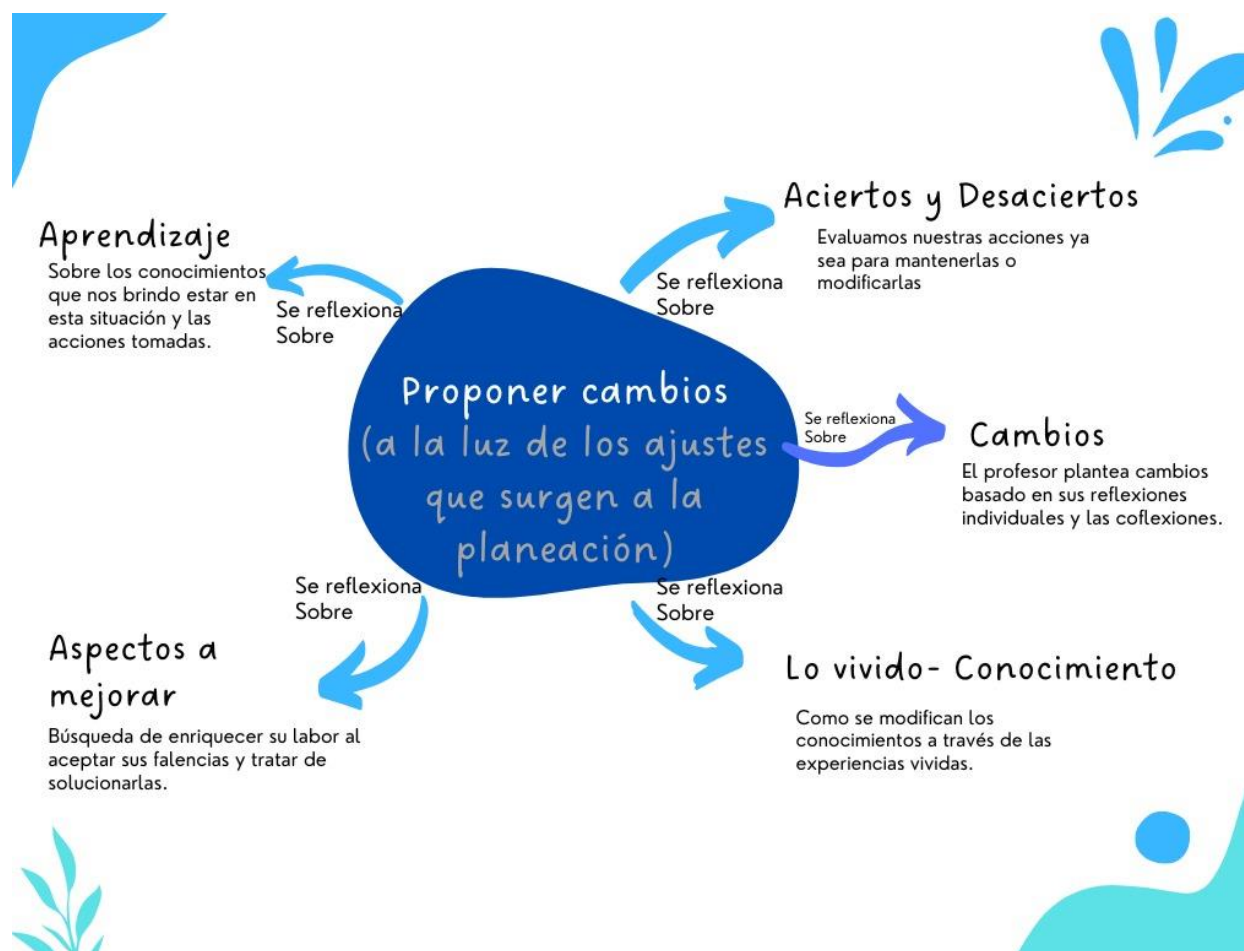 Aciertos y Desaciertos
Evaluamos nuestras acciones ya
sea para mantenerlas o
modificarlas
Se reflexiona
Sobre
Aprendizaje
Sobre los conocimientos
que nos brindo estar en
esta situación y las
acciones tomadas.
Se reflexiona
Sobre
Proponer cambios
(a la luz de los ajustes
que surgen a la
planeación)
Se reflexiona
Sobre
Cambios
El profesor plantea cambios
basado en sus reflexiones
individuales y las coflexiones.
Se reflexiona
Sobre
Aspectos a
mejorar
Búsqueda de enriquecer su labor al
aceptar sus falencias y tratar de
solucionarlas.
Se reflexiona
Sobre
Lo vivido- Conocimiento
Como se modifican los
conocimientos a través de las
experiencias vividas.